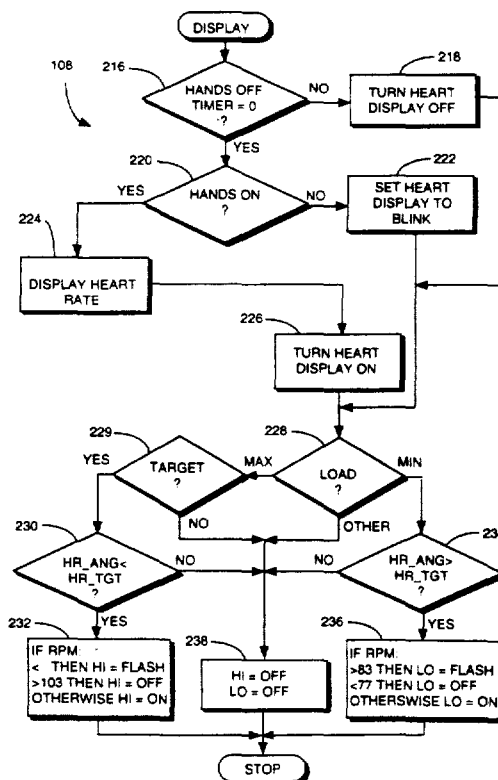 DISPLAY
108
216
HANDS OFF
TIMER = 0
?
NO
218
TURN HEART
DISPLAY OFF
YES
220
HANDS ON
?
YES
NO
222
SET HEART
DISPLAY TO
BLINK
224
DISPLAY HEART
RATE
226
TURN HEART
DISPLAY ON
228
LOAD
?
MAX
MIN
OTHER
229
TARGET
?
YES
NO
230
HR_ANG<
HR_TGT
?
NO
YES
HR_ANG>
HR_TGT
?
NO
YES
232
IF RPM:
< THEN HI = FLASH
>103 THEN HI = OFF
OTHERWISE HI = ON
238
HI = OFF
LO = OFF
236
IF RPM:
>83 THEN LO = FLASH
<77 THEN LO = OFF
OTHERSWISE LO = ON
STOP